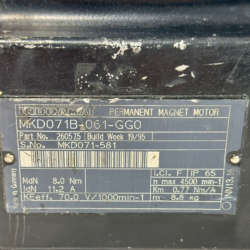 INDRAMAT PERMANENT MAGNET MOTOR
MKD071B-061-GG0
Part No. 260575 Build Week 19/95
S.No. MKD071-581
MdN 8.0 Nm I.Cl. F IP 65
IdN 11.2 A n max 4500 min-1
KEeff. 70.0 V/1000min-1 Km 0.77 Nm/A
m 8.8 kg